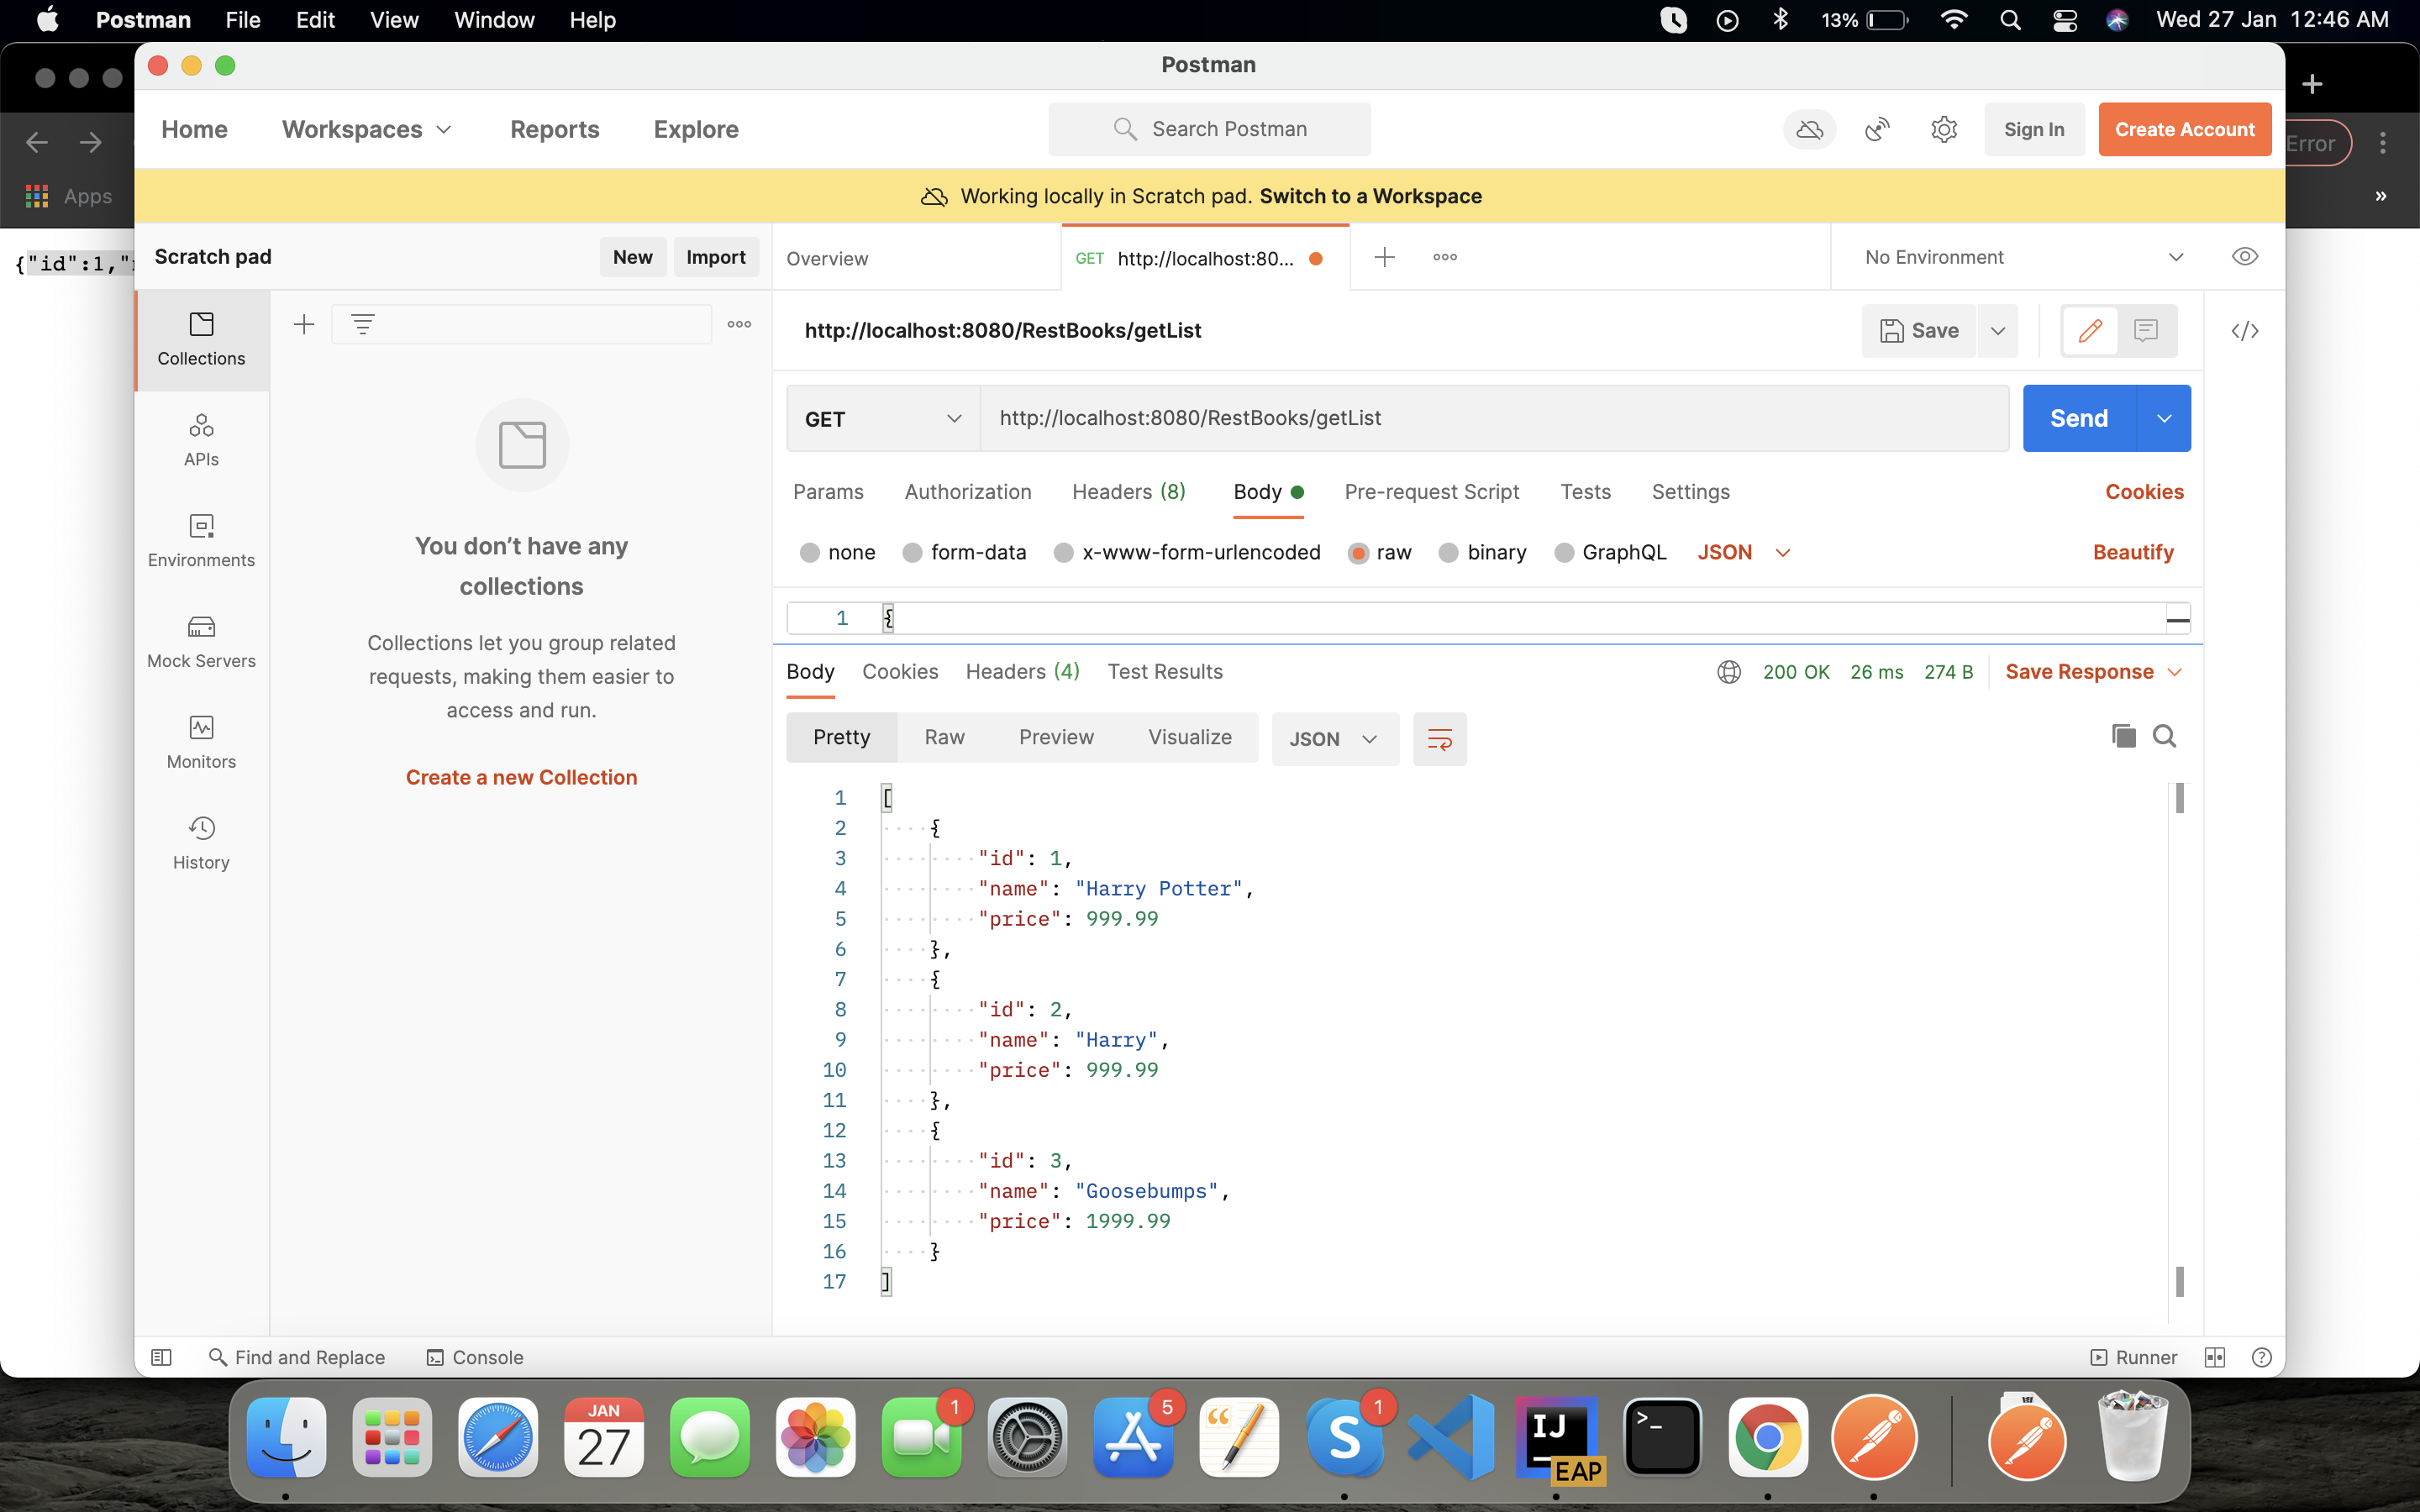 Postman File Edit View Window Help 13% Wed 27 Jan 12:46 AM
Postman
Home Workspaces Reports Explore Search Postman Sign In Create Account Error
Apps Working locally in Scratch pad. Switch to a Workspace »
{"id":1," Scratch pad New Import Overview GET http://localhost:80... No Environment
Collections
http://localhost:8080/RestBooks/getList Save </>
GET http://localhost:8080/RestBooks/getList Send
APIs
Params Authorization Headers (8) Body Pre-request Script Tests Settings Cookies
Environments
You don’t have any
collections
none form-data x-www-form-urlencoded raw binary GraphQL JSON Beautify
1 {
Mock Servers
Collections let you group related
requests, making them easier to
access and run.
Body Cookies Headers (4) Test Results 200 OK 26 ms 274 B Save Response
Monitors
Create a new Collection
Pretty Raw Preview Visualize JSON
History
1 [
2 {
3 "id": 1,
4 "name": "Harry Potter",
5 "price": 999.99
6 },
7 {
8 "id": 2,
9 "name": "Harry",
10 "price": 999.99
11 },
12 {
13 "id": 3,
14 "name": "Goosebumps",
15 "price": 1999.99
16 }
17 ]
Find and Replace Console Runner
JAN
27
1
5
1
S
IJ
EAP
>_